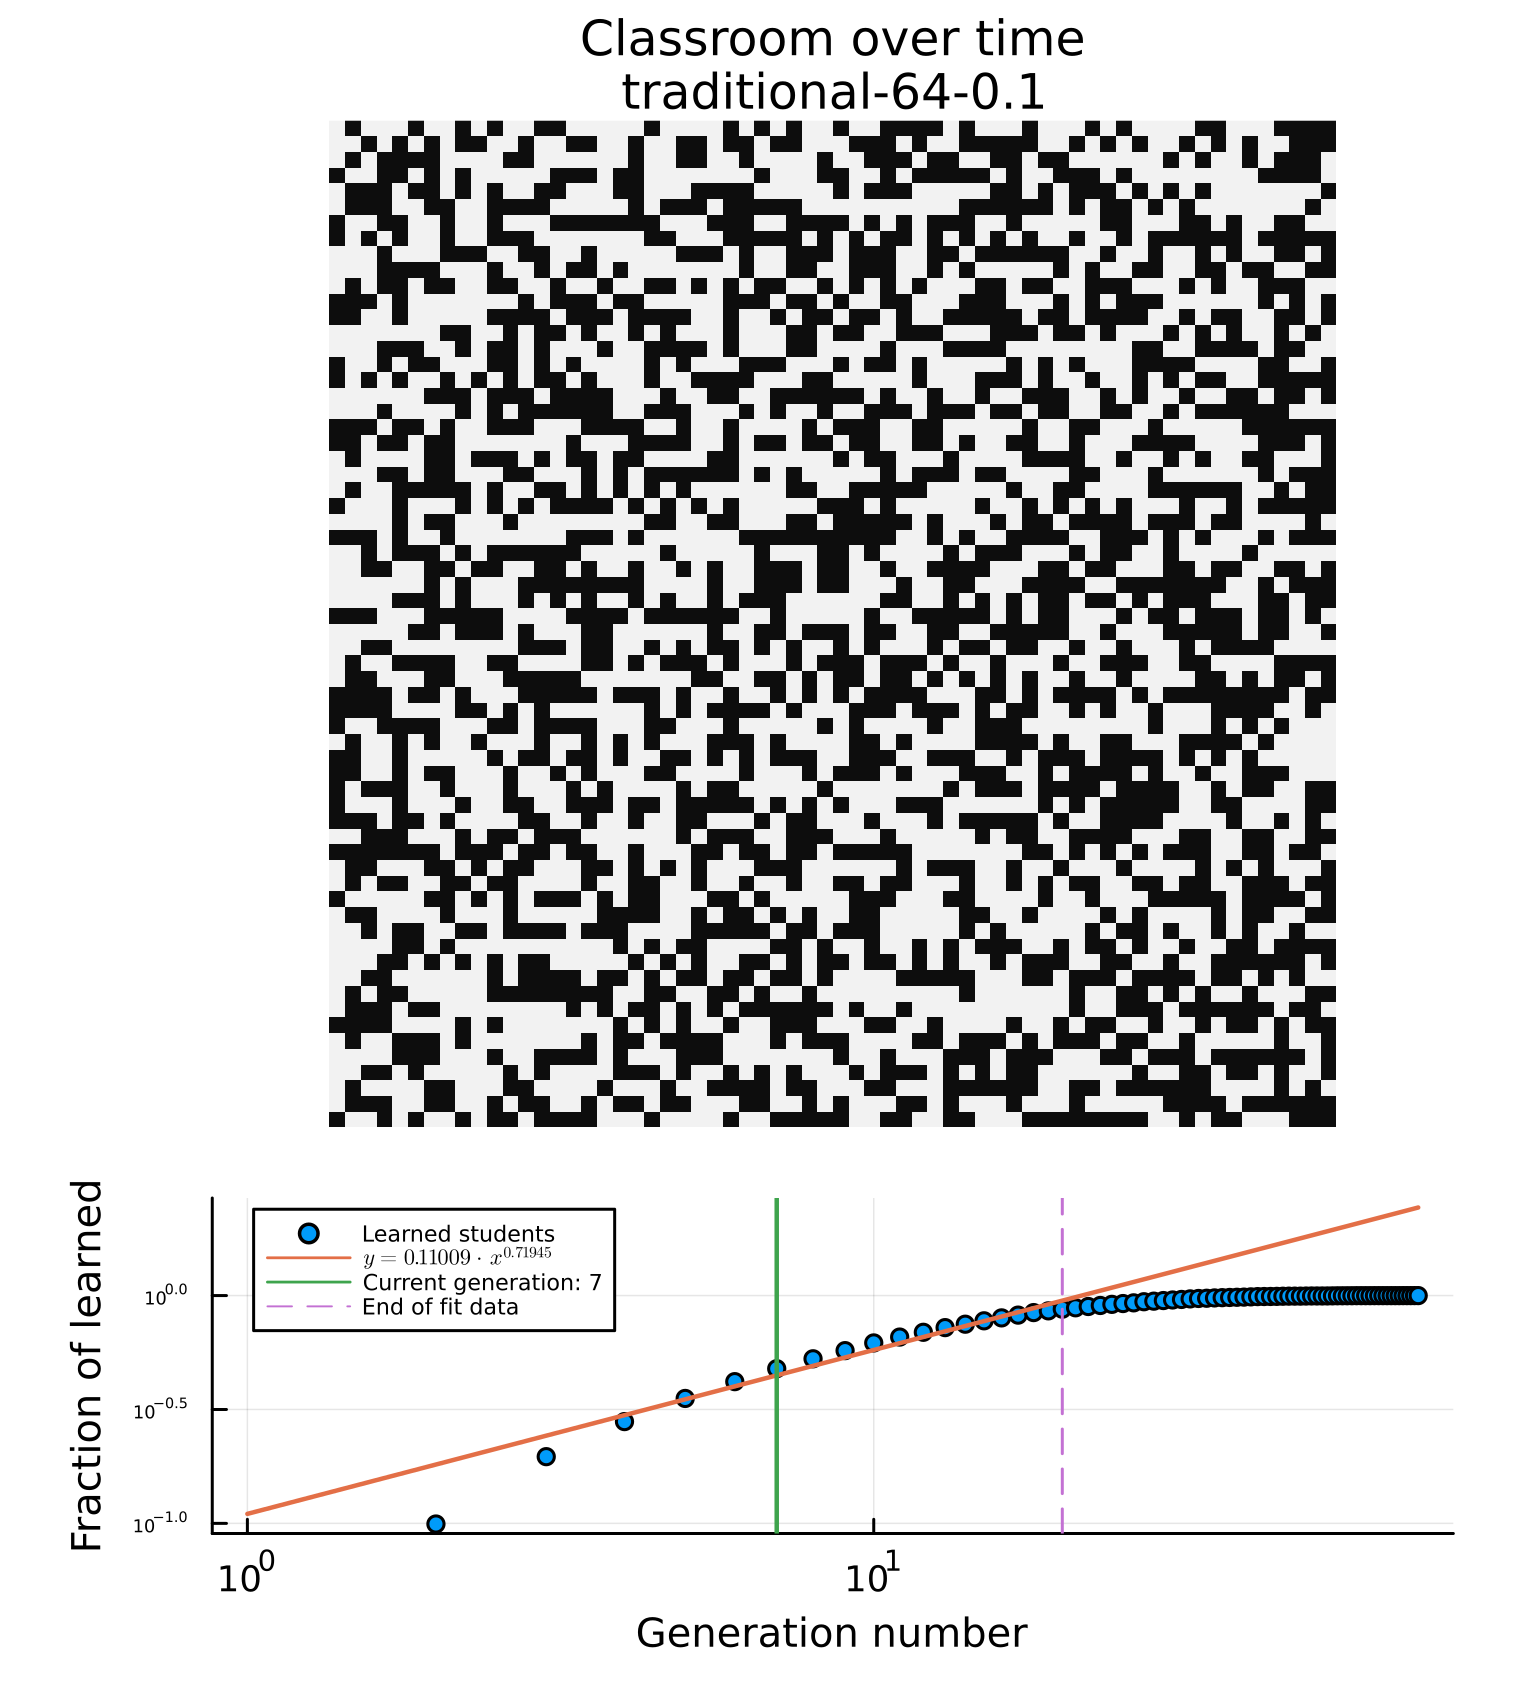 Classroom over time
traditional-64-0.1
Fraction of learned
Learned students
y = 0.11009 · x^0.71945
Current generation: 7
End of fit data
10^0.0
10^−0.5
10^−1.0
10^0
10^1
Generation number